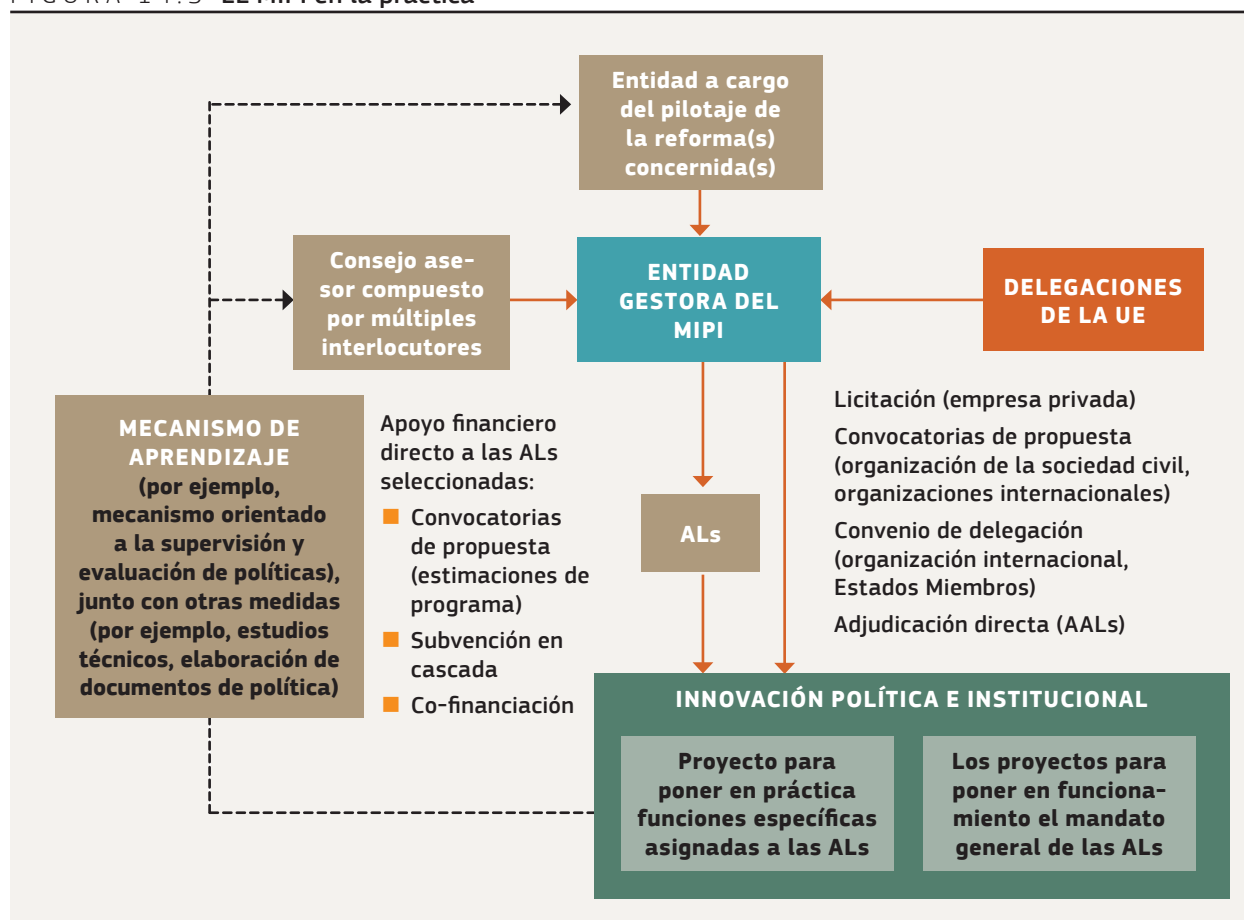 Entidad a cargo
del pilotaje de
la reforma(s)
concernida(s)
Consejo ase-
sor compuesto
por múltiples
interlocutores
ENTIDAD
GESTORA DEL
MIPI
DELEGACIONES
DE LA UE
MECANISMO DE
APRENDIZAJE
(por ejemplo,
mecanismo orientado
a la supervisión y
evaluación de políticas),
junto con otras medidas
(por ejemplo, estudios
técnicos, elaboración de
documentos de política)
Apoyo financiero
directo a las ALs
seleccionadas:
Convocatorias
de propuesta
(estimaciones de
programa)
Subvención en
cascada
Co-financiación
ALs
Licitación (empresa privada)
Convocatorias de propuesta
(organización de la sociedad civil,
organizaciones internacionales)
Convenio de delegación
(organización internacional,
Estados Miembros)
Adjudicación directa (AALs)
INNOVACIÓN POLÍTICA E INSTITUCIONAL
Proyecto para
poner en práctica
funciones específicas
asignadas a las ALs
Los proyectos para
poner en funciona-
miento el mandato
general de las ALs